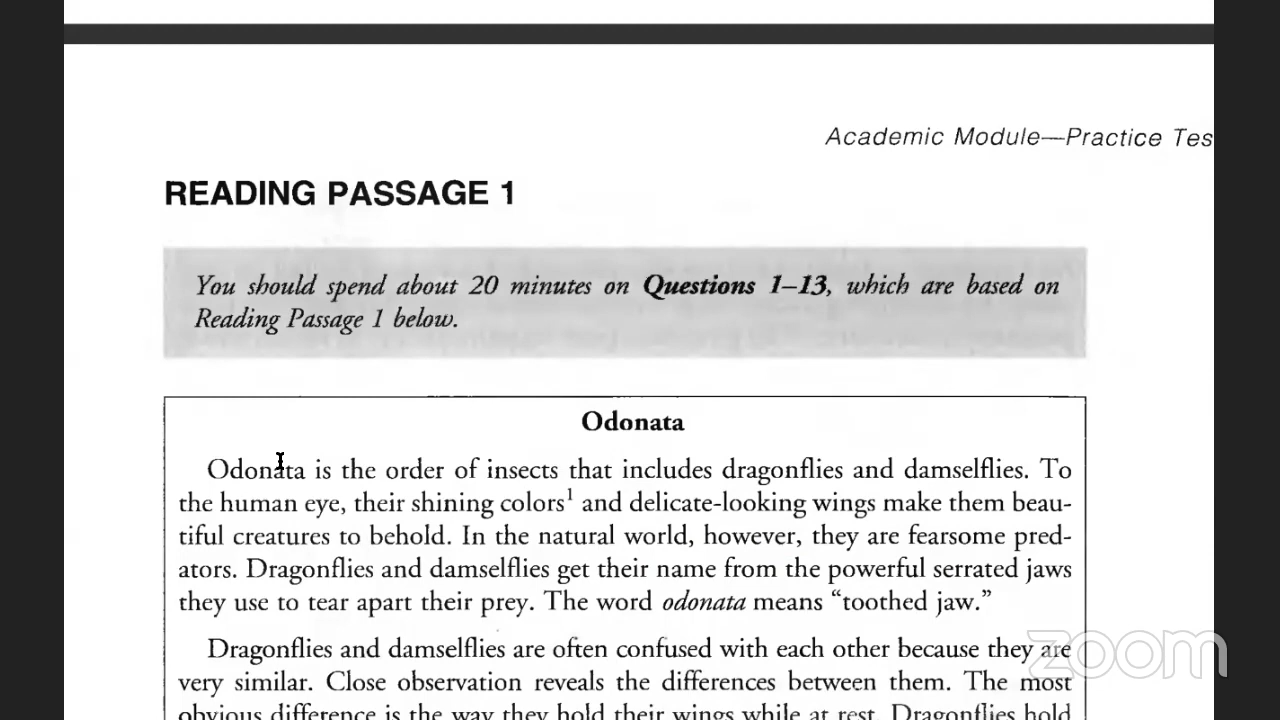 Academic Module—Practice Tes
READING PASSAGE 1
You should spend about 20 minutes on Questions 1–13, which are based on
Reading Passage 1 below.
Odonata
Odonata is the order of insects that includes dragonflies and damselflies. To
the human eye, their shining colors¹ and delicate-looking wings make them beau-
tiful creatures to behold. In the natural world, however, they are fearsome pred-
ators. Dragonflies and damselflies get their name from the powerful serrated jaws
they use to tear apart their prey. The word odonata means “toothed jaw.”
Dragonflies and damselflies are often confused with each other because they are
very similar. Close observation reveals the differences between them. The most
obvious difference is the way they hold their wings while at rest. Dragonflies hold
zoom